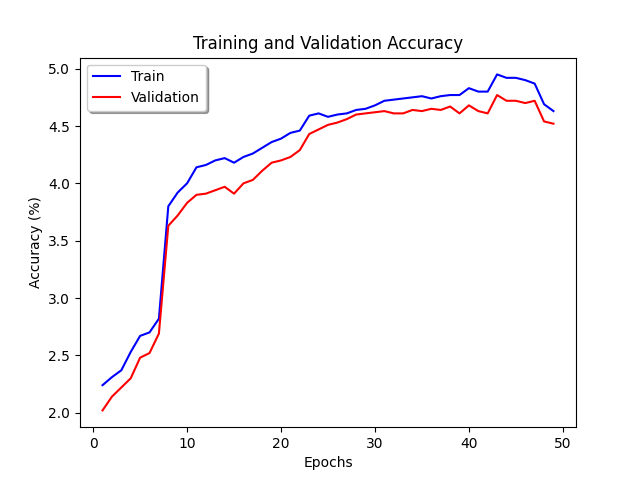 Training and Validation Accuracy
Train
Validation
Accuracy (%)
5.0
4.5
4.0
3.5
3.0
2.5
2.0
0 10 20 30 40 50
Epochs